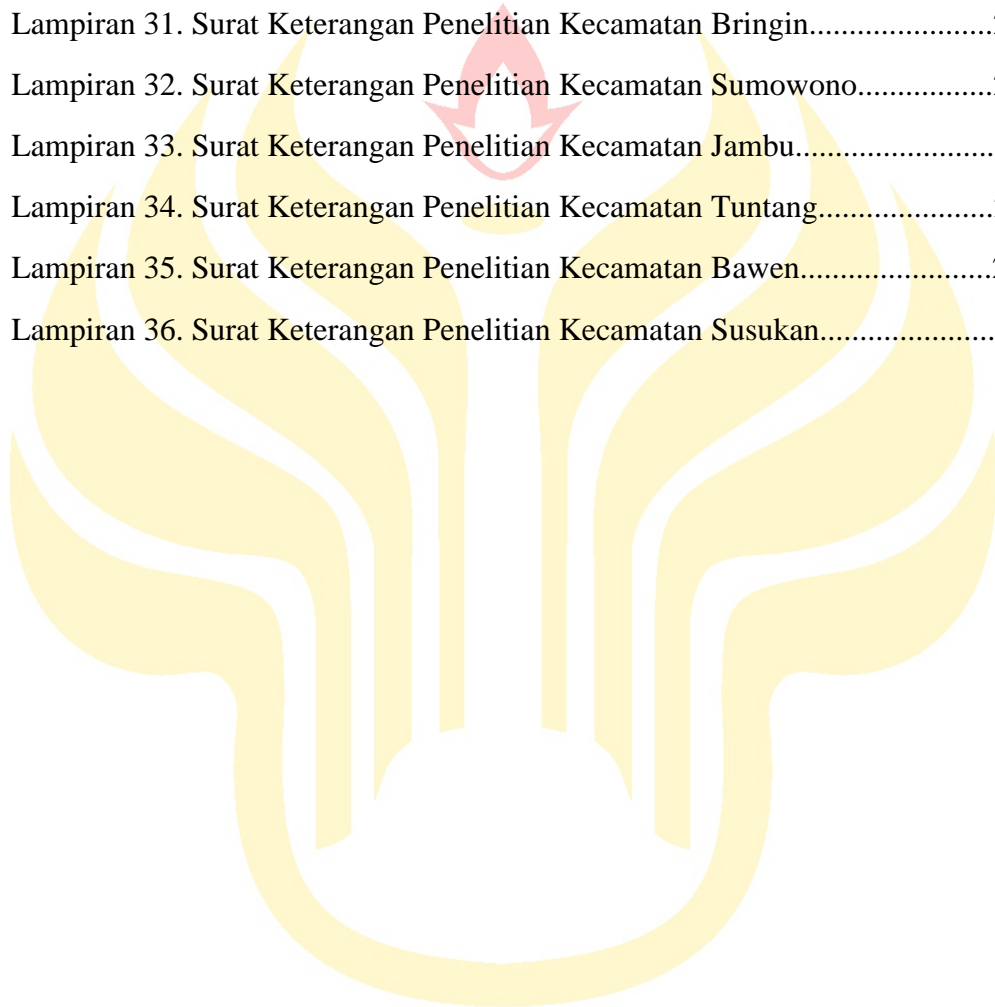 Lampiran 31. Surat Keterangan Penelitian Kecamatan Bringin......................
Lampiran 32. Surat Keterangan Penelitian Kecamatan Sumowono................
Lampiran 33. Surat Keterangan Penelitian Kecamatan Jambu........................
Lampiran 34. Surat Keterangan Penelitian Kecamatan Tuntang.....................
Lampiran 35. Surat Keterangan Penelitian Kecamatan Bawen.......................
Lampiran 36. Surat Keterangan Penelitian Kecamatan Susukan.....................